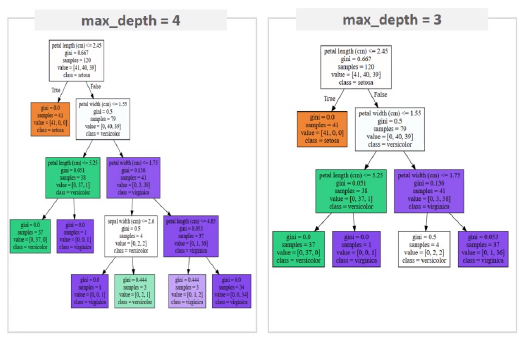 max_depth = 4
petal length (cm) <= 2.45
gini = 0.667
samples = 120
value = [41, 40, 39]
class = setosa
True
False
gini = 0.0
samples = 41
value = [41, 0, 0]
class = setosa
petal width (cm) <= 1.55
gini = 0.5
samples = 79
value = [0, 40, 39]
class = versicolor
petal length (cm) <= 5.25
gini = 0.051
samples = 38
value = [0, 37, 1]
class = versicolor
petal width (cm) <= 1.75
gini = 0.136
samples = 41
value = [0, 3, 38]
class = virginica
gini = 0.0
samples = 37
value = [0, 37, 0]
class = versicolor
gini = 0.0
samples = 1
value = [0, 0, 1]
class = virginica
sepal width (cm) <= 2.6
gini = 0.5
samples = 4
value = [0, 2, 2]
class = versicolor
petal length (cm) <= 4.85
gini = 0.053
samples = 37
value = [0, 1, 36]
class = virginica
gini = 0.0
samples = 1
value = [0, 0, 1]
class = virginica
gini = 0.444
samples = 3
value = [0, 2, 1]
class = versicolor
gini = 0.444
samples = 3
value = [0, 1, 2]
class = virginica
gini = 0.0
samples = 34
value = [0, 0, 34]
class = virginica
max_depth = 3
petal length (cm) <= 2.45
gini = 0.667
samples = 120
value = [41, 40, 39]
class = setosa
True
False
gini = 0.0
samples = 41
value = [41, 0, 0]
class = setosa
petal width (cm) <= 1.55
gini = 0.5
samples = 79
value = [0, 40, 39]
class = versicolor
petal length (cm) <= 5.25
gini = 0.051
samples = 38
value = [0, 37, 1]
class = versicolor
petal width (cm) <= 1.75
gini = 0.136
samples = 41
value = [0, 3, 38]
class = virginica
gini = 0.0
samples = 37
value = [0, 37, 0]
class = versicolor
gini = 0.0
samples = 1
value = [0, 0, 1]
class = virginica
gini = 0.5
samples = 4
value = [0, 2, 2]
class = versicolor
gini = 0.053
samples = 37
value = [0, 1, 36]
class = virginica